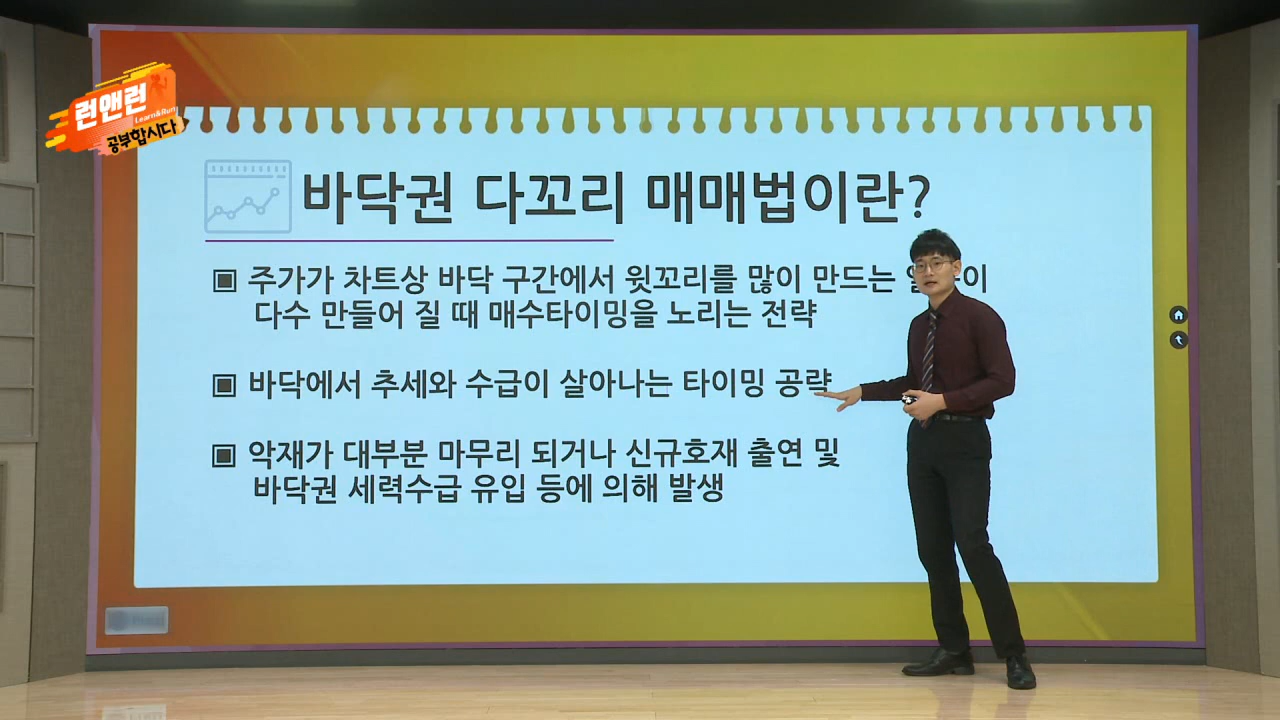 런앤런
Learn&Run
공부합시다
바닥권 다꼬리 매매법이란?
▣ 주가가 차트상 바닥 구간에서 윗꼬리를 많이 만드는
다수 만들어 질 때 매수타이밍을 노리는 전략
▣ 바닥에서 추세와 수급이 살아나는 타이밍 공략
▣ 악재가 대부분 마무리 되거나 신규호재 출연 및
바닥권 세력수급 유입 등에 의해 발생